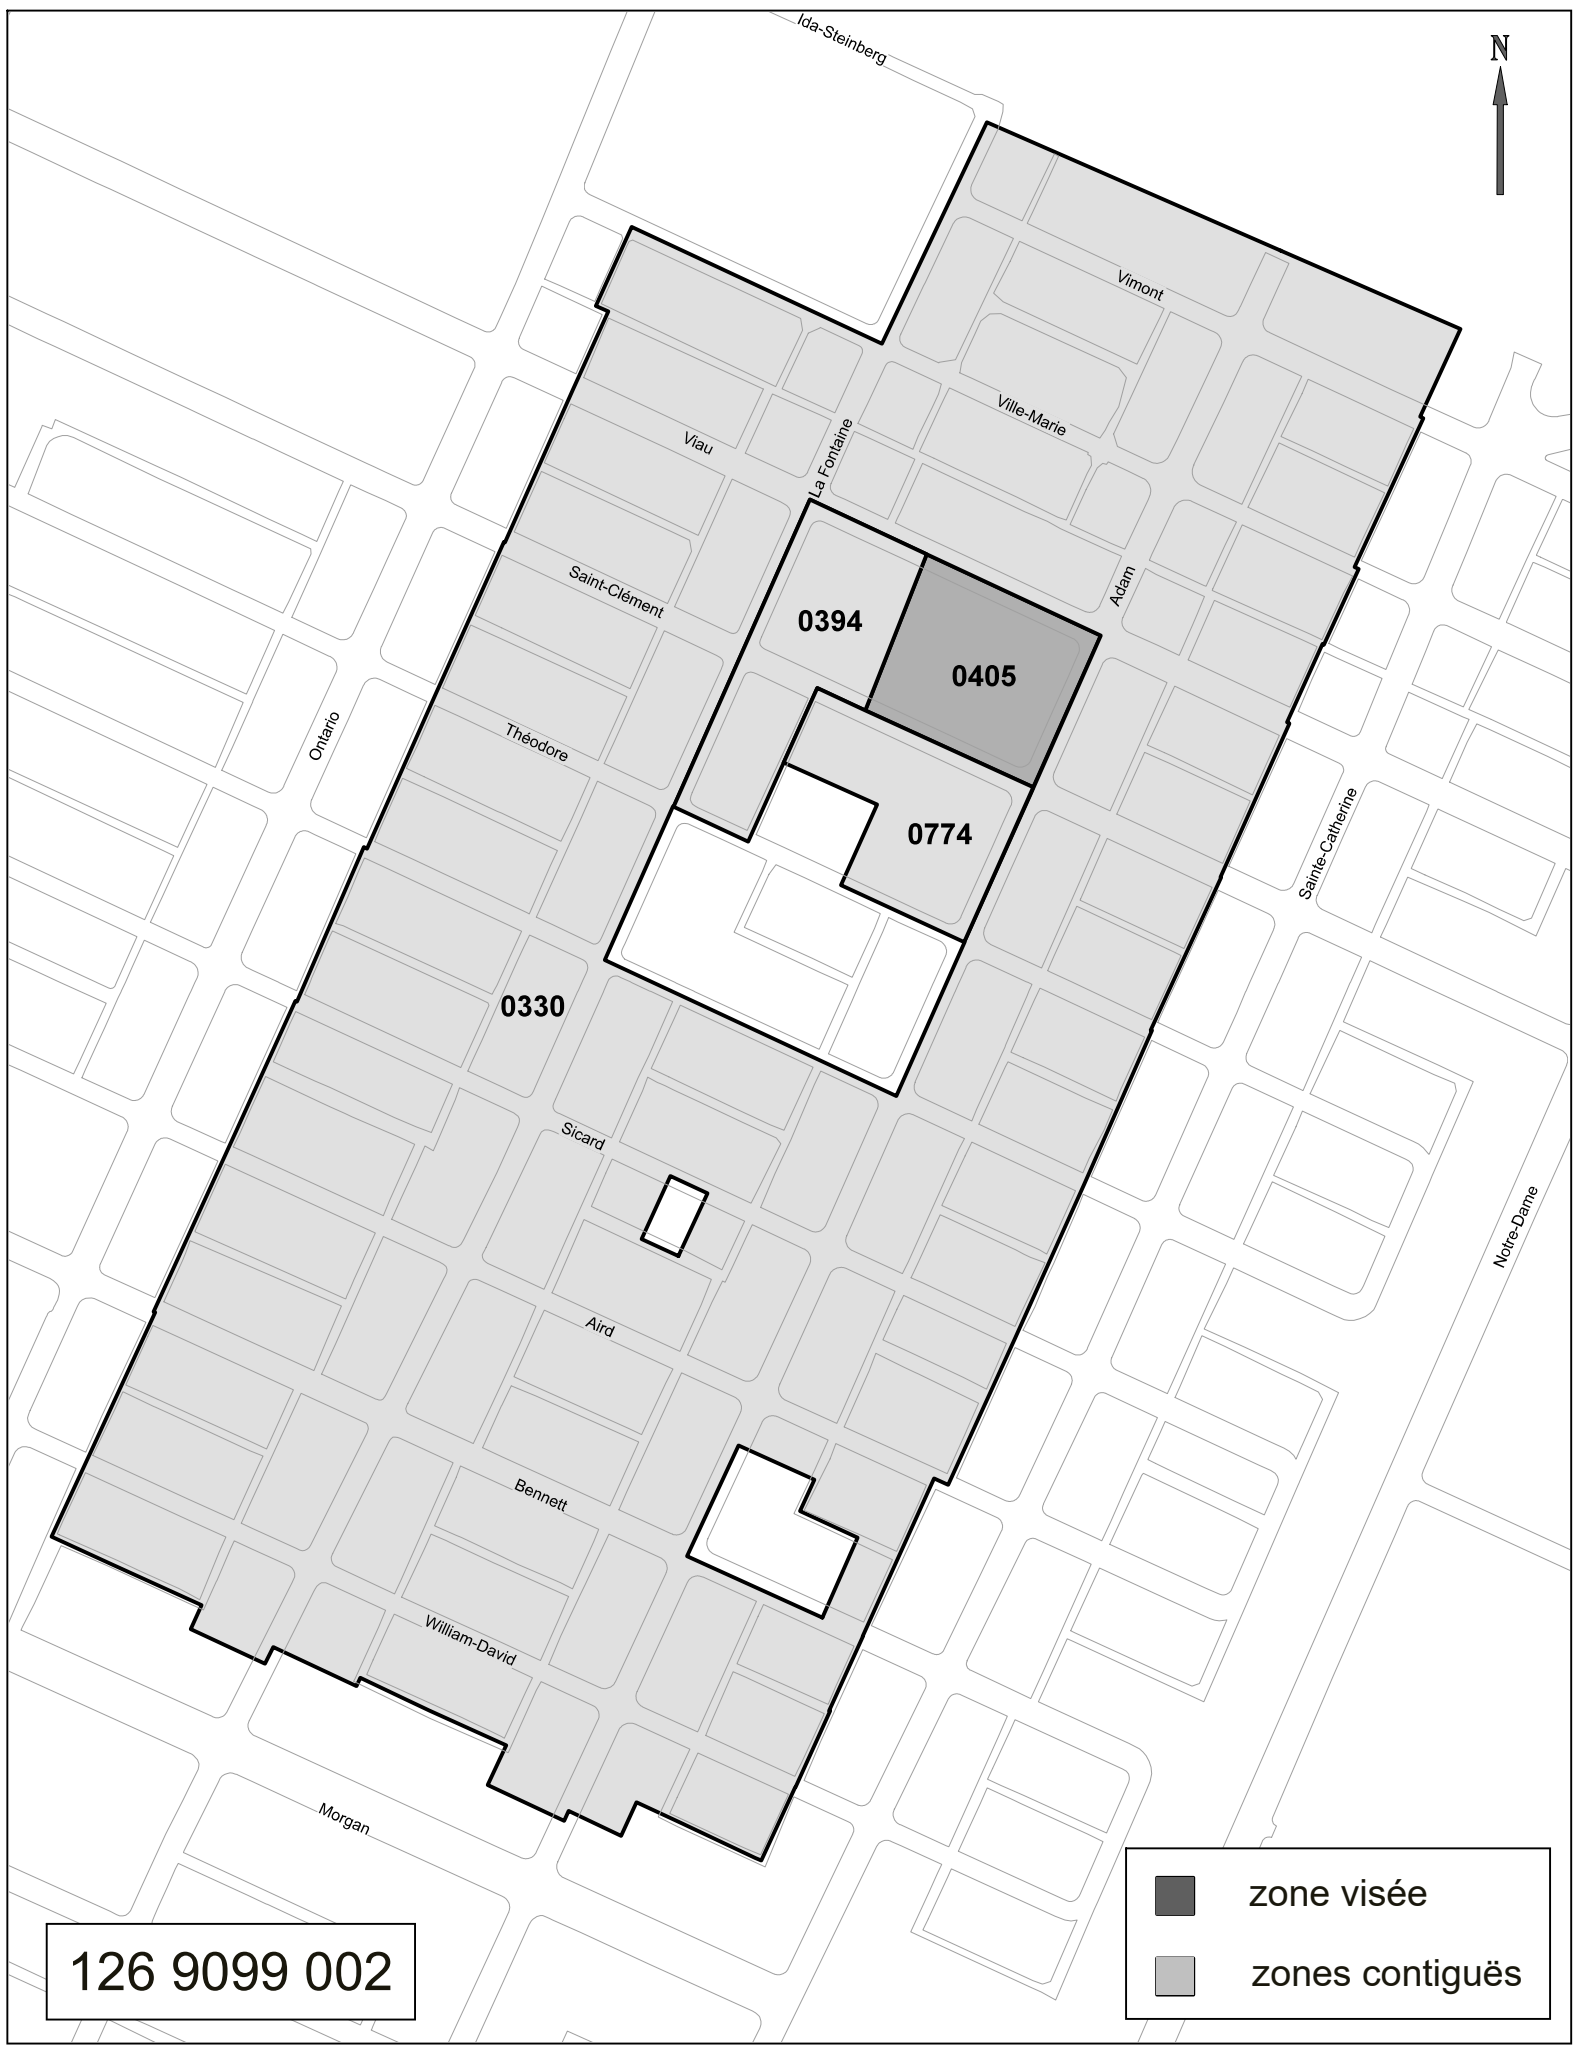 Ida-Steinberg
N
Vimont
Ville-Marie
La Fontaine
Viau
Adam
Saint-Clément
0394
0405
Théodore
Ontario
0774
Sainte-Catherine
0330
Sicard
Notre-Dame
Aird
Bennett
William-David
Morgan
zone visée
zones contiguës
126 9099 002